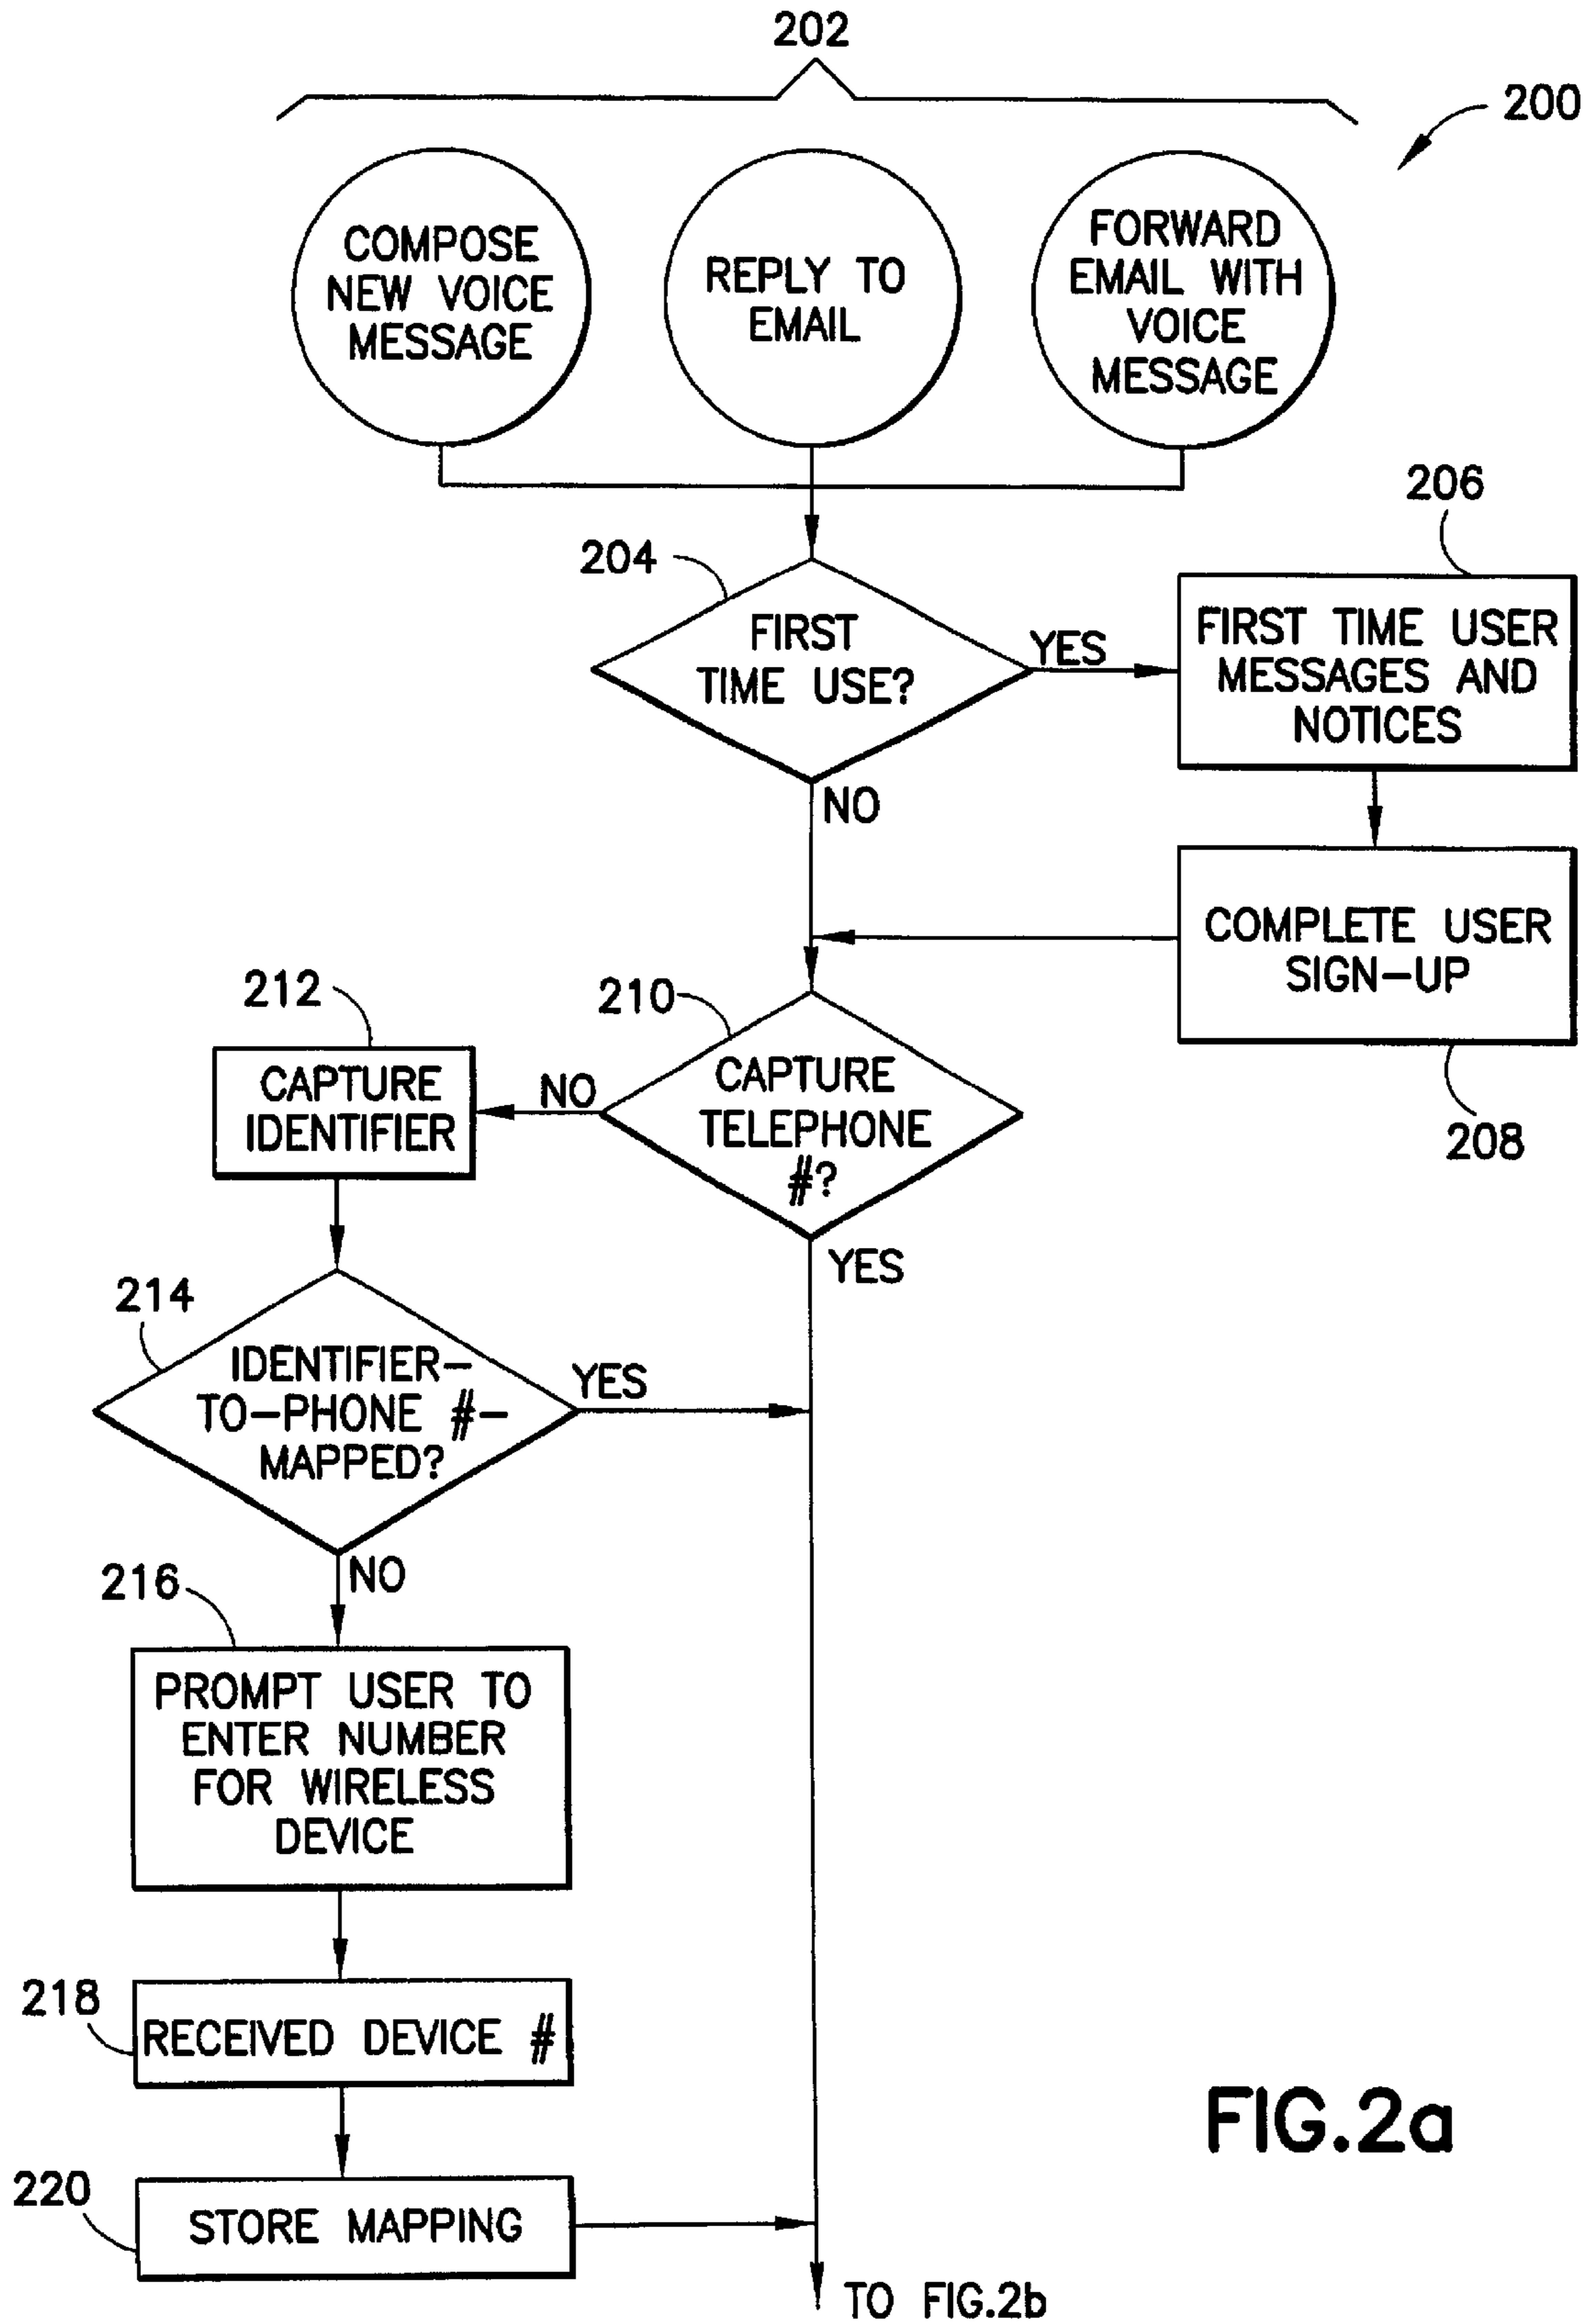 202
200
COMPOSE
NEW VOICE
MESSAGE
REPLY TO
EMAIL
FORWARD
EMAIL WITH
VOICE
MESSAGE
206
204
FIRST
TIME USE?
YES
FIRST TIME USER
MESSAGES AND
NOTICES
NO
COMPLETE USER
SIGN-UP
208
212
210
CAPTURE
IDENTIFIER
NO
CAPTURE
TELEPHONE
#?
YES
214
IDENTIFIER-
TO-PHONE #-
MAPPED?
YES
NO
216
PROMPT USER TO
ENTER NUMBER
FOR WIRELESS
DEVICE
218
RECEIVED DEVICE #
220
STORE MAPPING
FIG.2a
TO FIG.2b